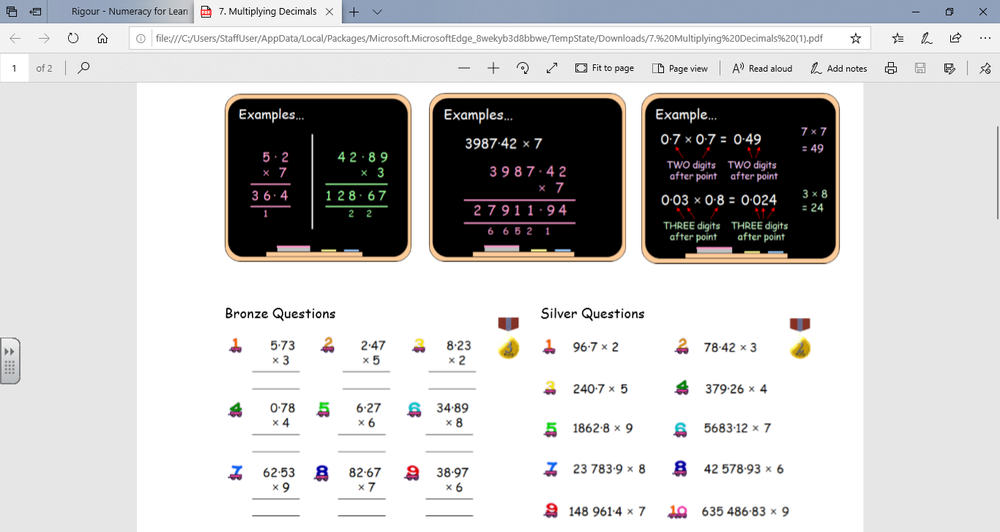 Rigour - Numeracy for Lear
7. Multiplying Decimals
file:///C:/Users/StaffUser/AppData/Local/Packages/Microsoft.MicrosoftEdge_8wekyb3d8bbwe/TempState/Downloads/7.%20Multiplying%20Decimals%20(1).pdf
1 of 2
Fit to page
Page view
Read aloud
Add notes
Examples...
5·2
× 7
36·4
1
42·89
× 3
128·67
2 2
Examples...
3987·42 × 7
3987·42
× 7
27911·94
6 6 5 2 1
Example...
0·7 × 0·7 = 0·49
7 × 7
= 49
TWO digits after point
TWO digits after point
0·03 × 0·8 = 0·024
3 × 8
= 24
THREE digits after point
THREE digits after point
Bronze Questions
3
1 5·73 × 3
2 2·47 × 5
3 8·23 × 2
4 0·78 × 4
5 6·27 × 6
6 34·89 × 8
7 62·53 × 9
8 82·67 × 7
9 38·97 × 6
Silver Questions
2
1 96·7 × 2
2 78·42 × 3
3 240·7 × 5
4 379·26 × 4
5 1862·8 × 9
6 5683·12 × 7
7 23 783·9 × 8
8 42 578·93 × 6
9 148 961·4 × 7
10 635 486·83 × 9